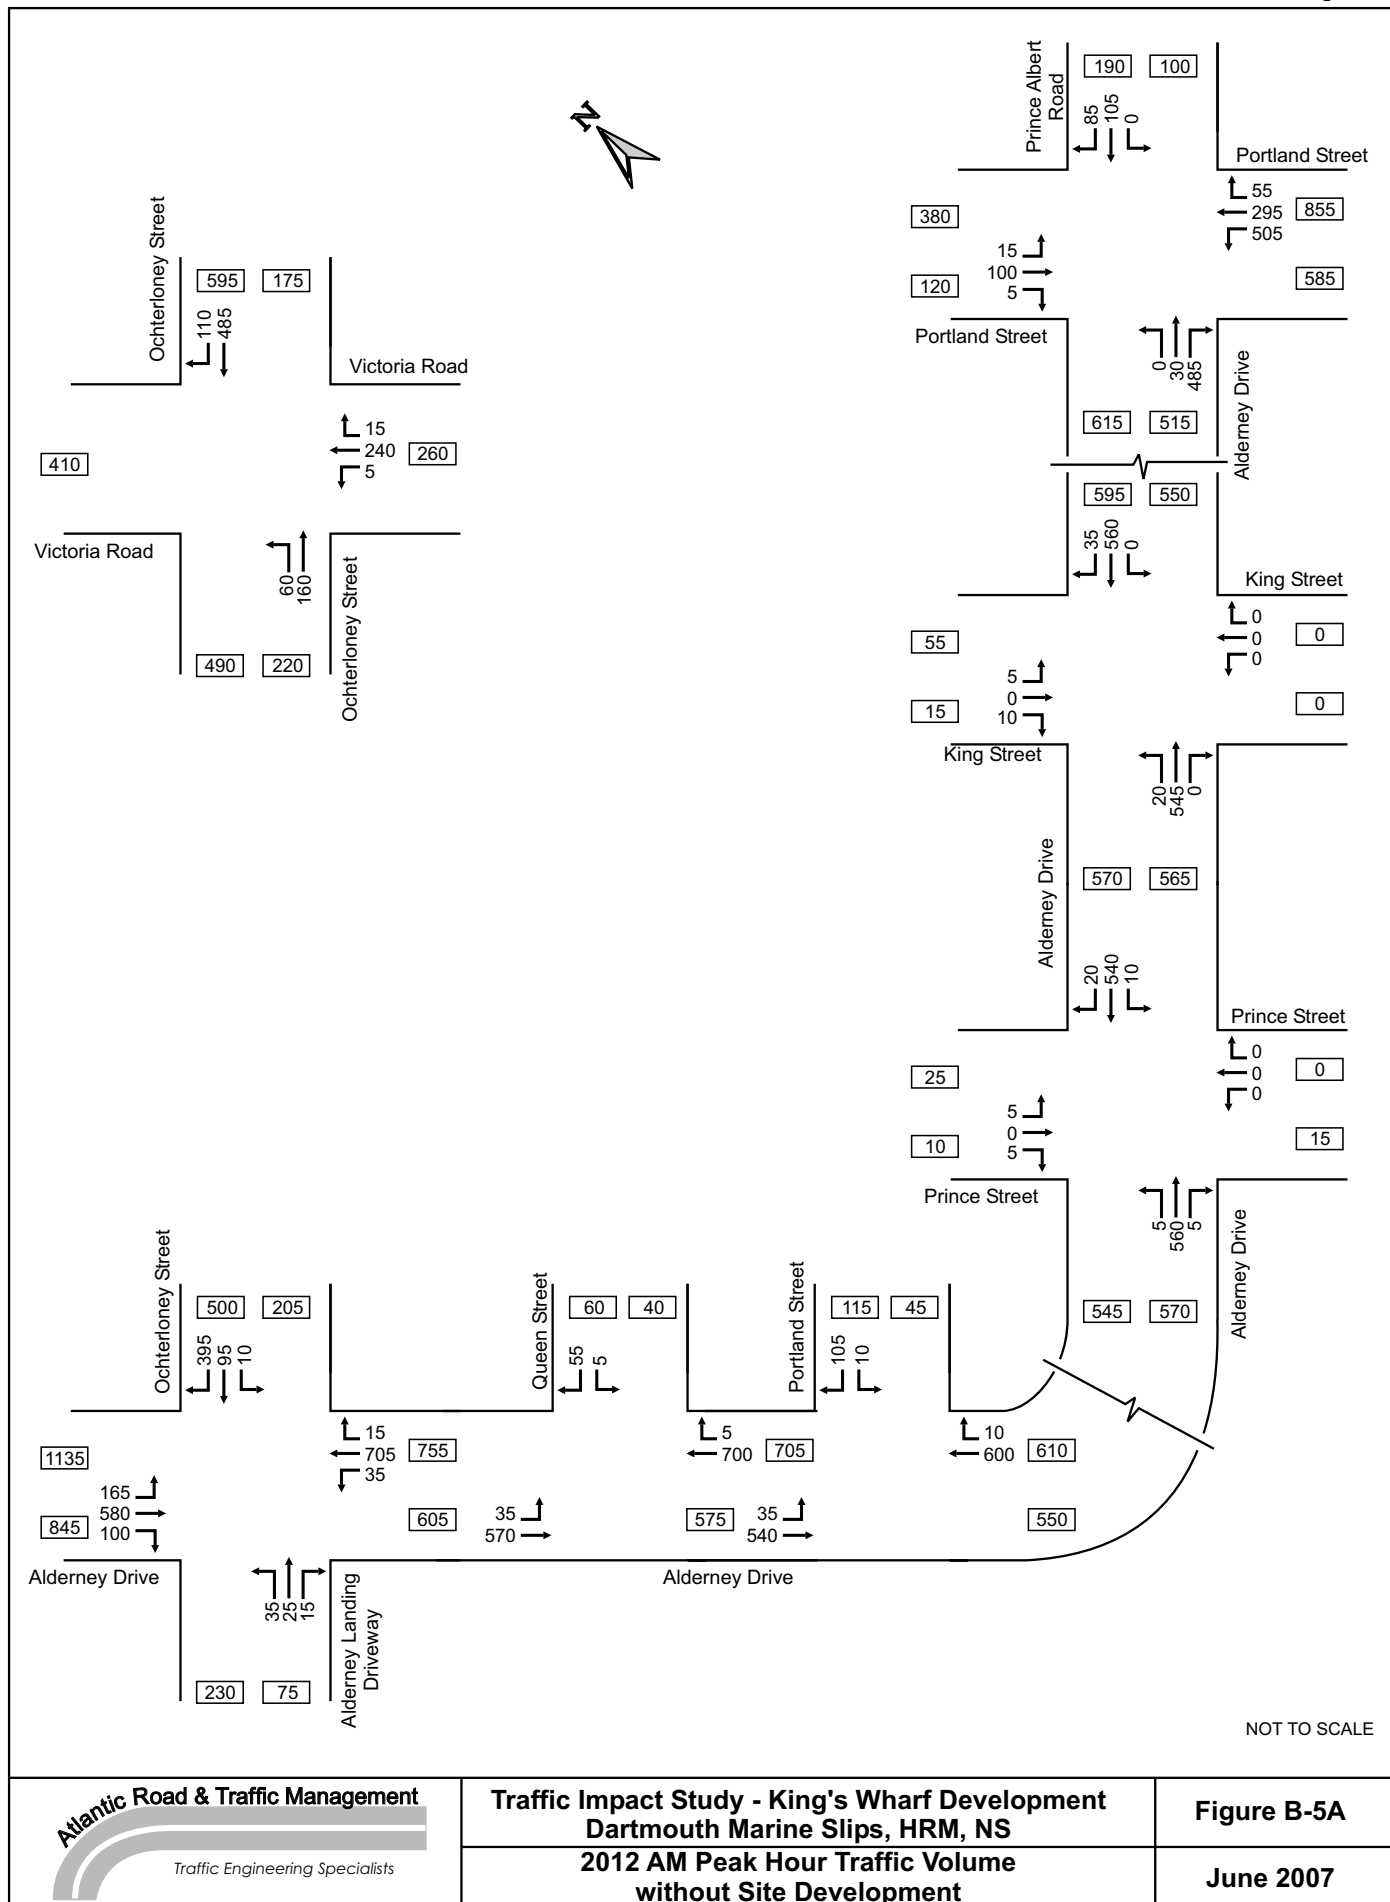 Prince Albert
Road
190 100
85 105 0
Portland Street
55
295 855
505
585
380
15
100
5
120
Portland Street
0 30 485
615 515
Alderney Drive
595 550
N
Ochterloney Street
595 175
110 485
Victoria Road
15
240 260
5
410
Victoria Road
60 160
490 220
Ochterloney Street
35 560 0
King Street
0
0 0
0
0
55
5
0
10
15
King Street
20 545 0
Alderney Drive
570 565
20 540 10
Prince Street
0
0 0
0
15
25
5
0
5
10
Prince Street
5 560 5
Alderney Drive
545 570
Ochterloney Street
500 205
395 95 10
Queen Street
60 40
55 5
Portland Street
115 45
105 10
15
705 755
35
5
700 705
10
600 610
1135
165
580
100
845
605
35
570
575
35
540
550
Alderney Drive
Alderney Drive
35 25 15
Alderney Landing
Driveway
230 75
NOT TO SCALE
Atlantic Road & Traffic Management
Traffic Engineering Specialists
Traffic Impact Study - King's Wharf Development
Dartmouth Marine Slips, HRM, NS
2012 AM Peak Hour Traffic Volume
without Site Development
Figure B-5A
June 2007